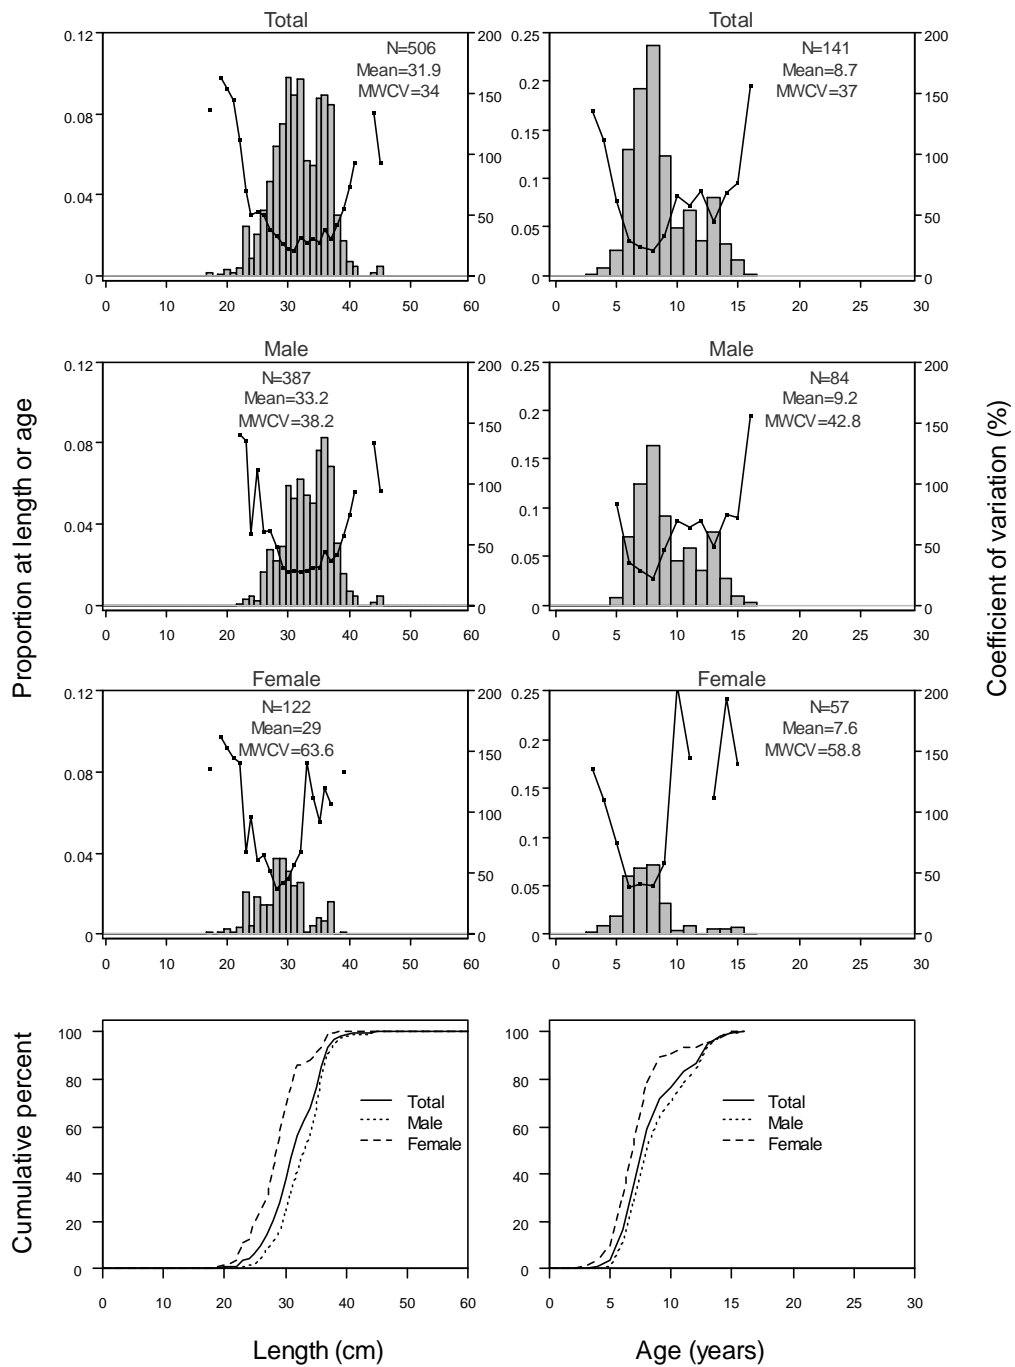 Total
Total
0.12
0.08
0.04
0
200
150
100
50
0
N=506
Mean=31.9
MWCV=34
0 10 20 30 40 50 60
0.25
0.2
0.15
0.1
0.05
0
200
150
100
50
0
N=141
Mean=8.7
MWCV=37
0 5 10 15 20 25 30
Male
Male
0.12
0.08
0.04
0
200
150
100
50
0
N=387
Mean=33.2
MWCV=38.2
0 10 20 30 40 50 60
0.25
0.2
0.15
0.1
0.05
0
200
150
100
50
0
N=84
Mean=9.2
MWCV=42.8
0 5 10 15 20 25 30
Female
Female
0.12
0.08
0.04
0
200
150
100
50
0
N=122
Mean=29
MWCV=63.6
0 10 20 30 40 50 60
0.25
0.2
0.15
0.1
0.05
0
200
150
100
50
0
N=57
Mean=7.6
MWCV=58.8
0 5 10 15 20 25 30
Proportion at length or age
Coefficient of variation (%)
100
80
60
40
20
0
Total
Male
Female
0 10 20 30 40 50 60
100
80
60
40
20
0
Total
Male
Female
0 5 10 15 20 25 30
Cumulative percent
Length (cm)
Age (years)